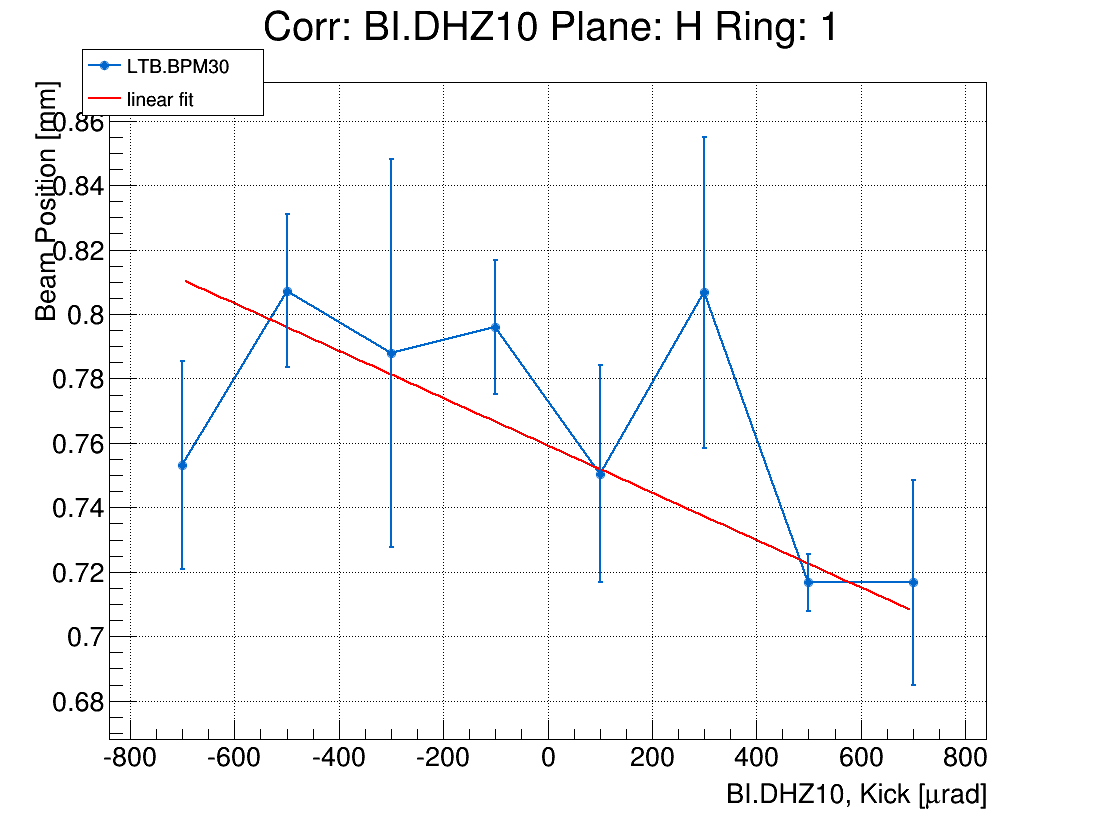 Corr: BI.DHZ10 Plane: H Ring: 1
LTB.BPM30
linear fit
Beam Position [mm]
0.86
0.84
0.82
0.8
0.78
0.76
0.74
0.72
0.7
0.68
-800 -600 -400 -200 0 200 400 600 800
BI.DHZ10, Kick [μrad]